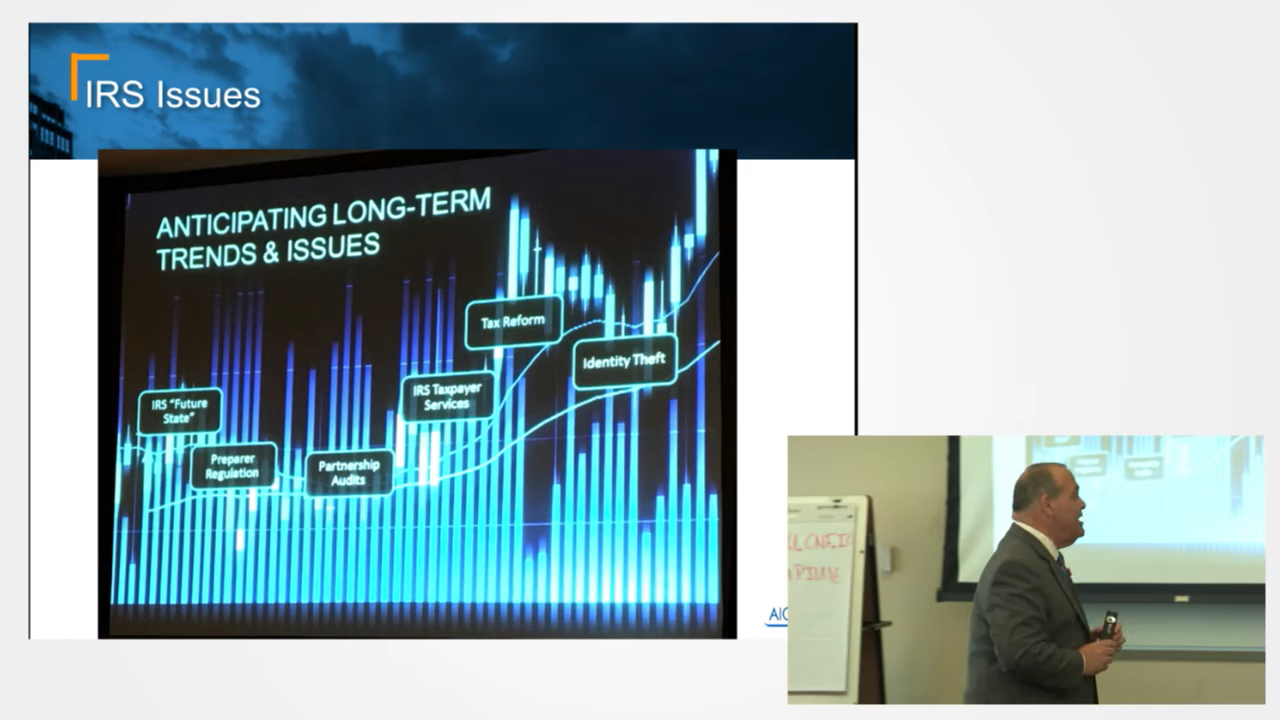 IRS Issues
ANTICIPATING LONG-TERM
TRENDS & ISSUES
Tax Reform
Identity Theft
IRS Taxpayer
Services
IRS "Future
State"
Preparer
Regulation
Partnership
Audits